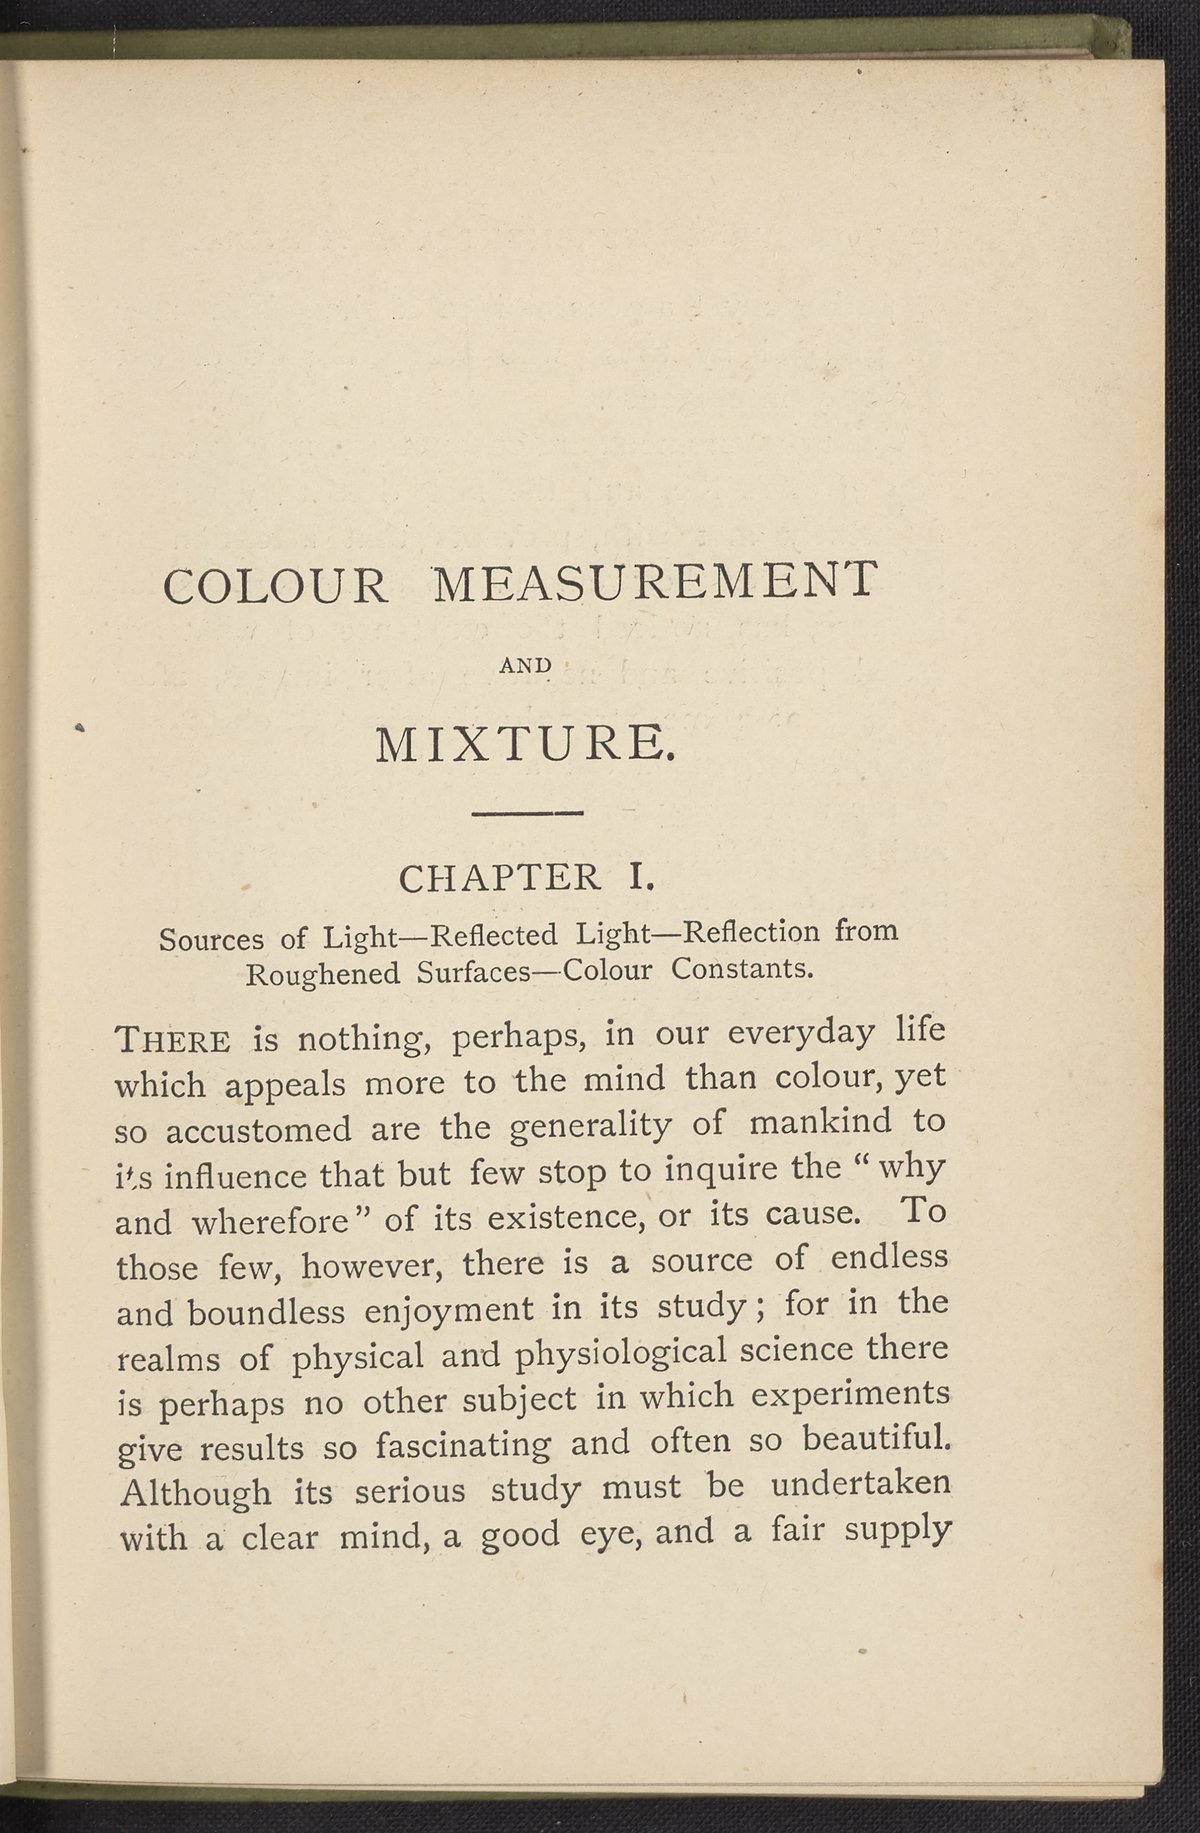 COLOUR MEASUREMENT
AND
MIXTURE.
CHAPTER I.
Sources of Light—Reflected Light—Reflection from
Roughened Surfaces—Colour Constants.
THERE is nothing, perhaps, in our everyday life
which appeals more to the mind than colour, yet
so accustomed are the generality of mankind to
its influence that but few stop to inquire the “why
and wherefore” of its existence, or its cause. To
those few, however, there is a source of endless
and boundless enjoyment in its study; for in the
realms of physical and physiological science there
is perhaps no other subject in which experiments
give results so fascinating and often so beautiful.
Although its serious study must be undertaken
with a clear mind, a good eye, and a fair supply